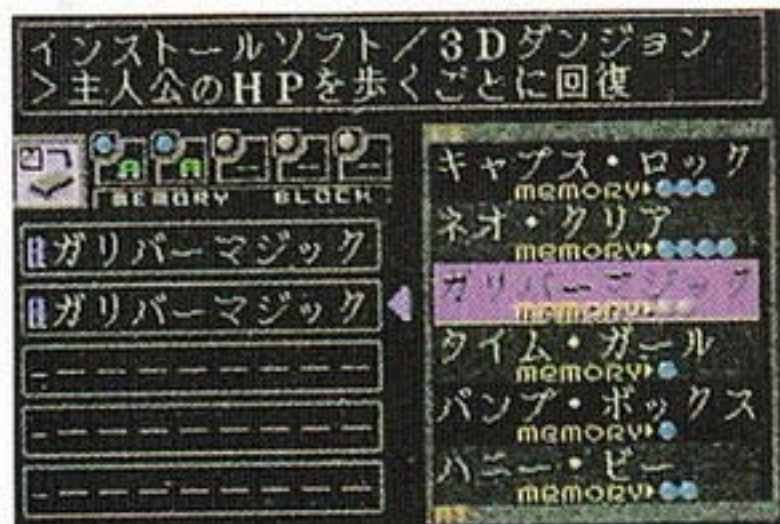 インストールソフト/3Dダンジョン
>主人公のHPを歩くごとに回復
A A -- -- --
MEMORY BLOCK
ガリバーマジック
ガリバーマジック
キャプス・ロック
MEMORY
ネオ・クリア
MEMORY
ガリバーマジック
MEMORY
タイム・ガール
MEMORY
パンプ・ボックス
MEMORY
ハニー・ビー
MEMORY